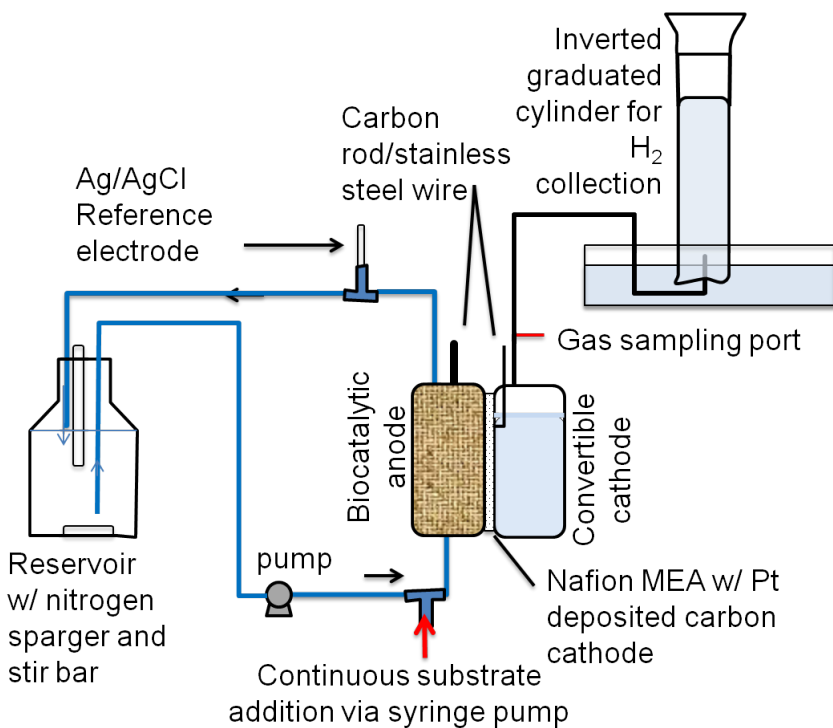 Inverted
graduated
cylinder for
H₂
collection
Carbon
rod/stainless
steel wire
Ag/AgCl
Reference
electrode
Gas sampling port
Biocatalytic
anode
Convertible
cathode
Reservoir
w/ nitrogen
sparger and
stir bar
pump
Nafion MEA w/ Pt
deposited carbon
cathode
Continuous substrate
addition via syringe pump